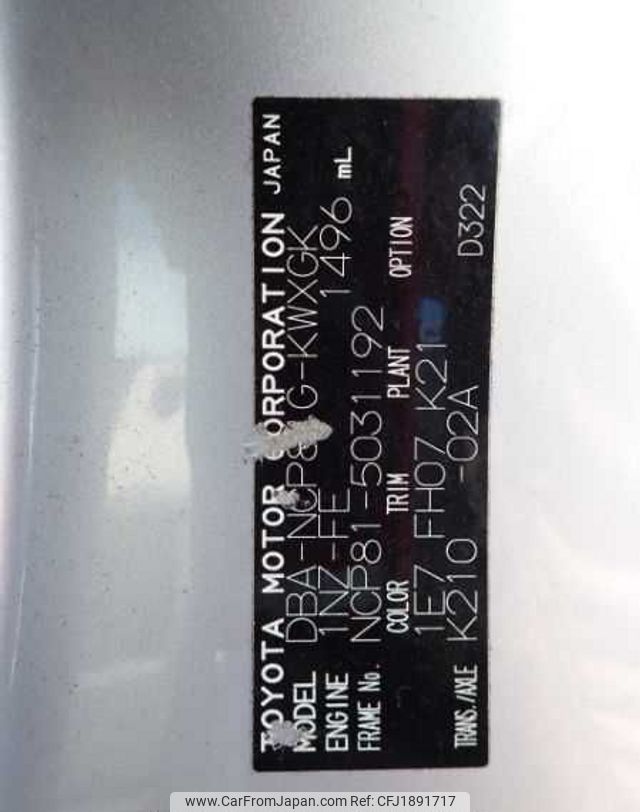 TOYOTA MOTOR CORPORATION JAPAN
MODEL DBA-NCP81G-KWXGK
ENGINE 1NZ-FE 1496 mL
FRAME No. NCP81-5031192
COLOR TRIM PLANT OPTION
1E7 FH07 K21
TRANS./AXLE K210 -02A D322
www.CarFromJapan.com Ref: CFJ1891717